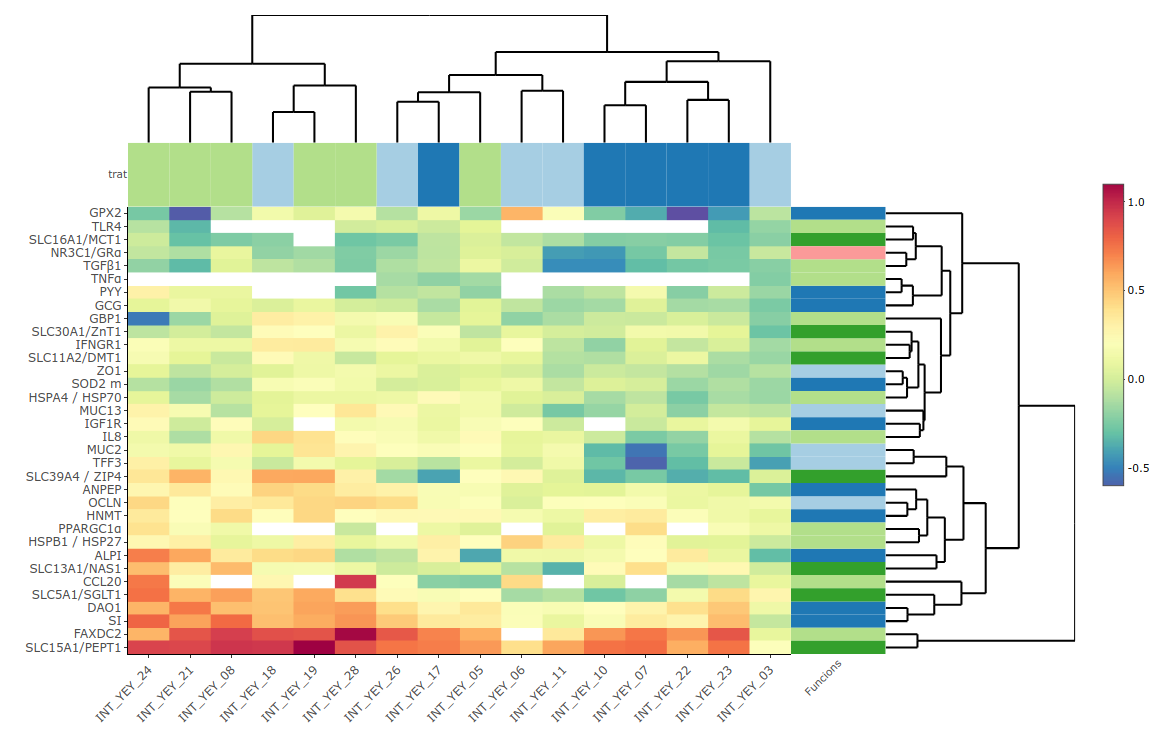 trat
GPX2
TLR4
SLC16A1/MCT1
NR3C1/GRα
TGFβ1
TNFα
PYY
GCG
GBP1
SLC30A1/ZnT1
IFNGR1
SLC11A2/DMT1
ZO1
SOD2 m
HSPA4 / HSP70
MUC13
IGF1R
IL8
MUC2
TFF3
SLC39A4 / ZIP4
ANPEP
OCLN
HNMT
PPARGC1α
HSPB1 / HSP27
ALPI
SLC13A1/NAS1
CCL20
SLC5A1/SGLT1
DAO1
SI
FAXDC2
SLC15A1/PEPT1
INT_YEY_24
INT_YEY_21
INT_YEY_08
INT_YEY_18
INT_YEY_19
INT_YEY_28
INT_YEY_26
INT_YEY_17
INT_YEY_05
INT_YEY_06
INT_YEY_11
INT_YEY_10
INT_YEY_07
INT_YEY_22
INT_YEY_23
INT_YEY_03
Funcions
1.0
0.5
0.0
−0.5